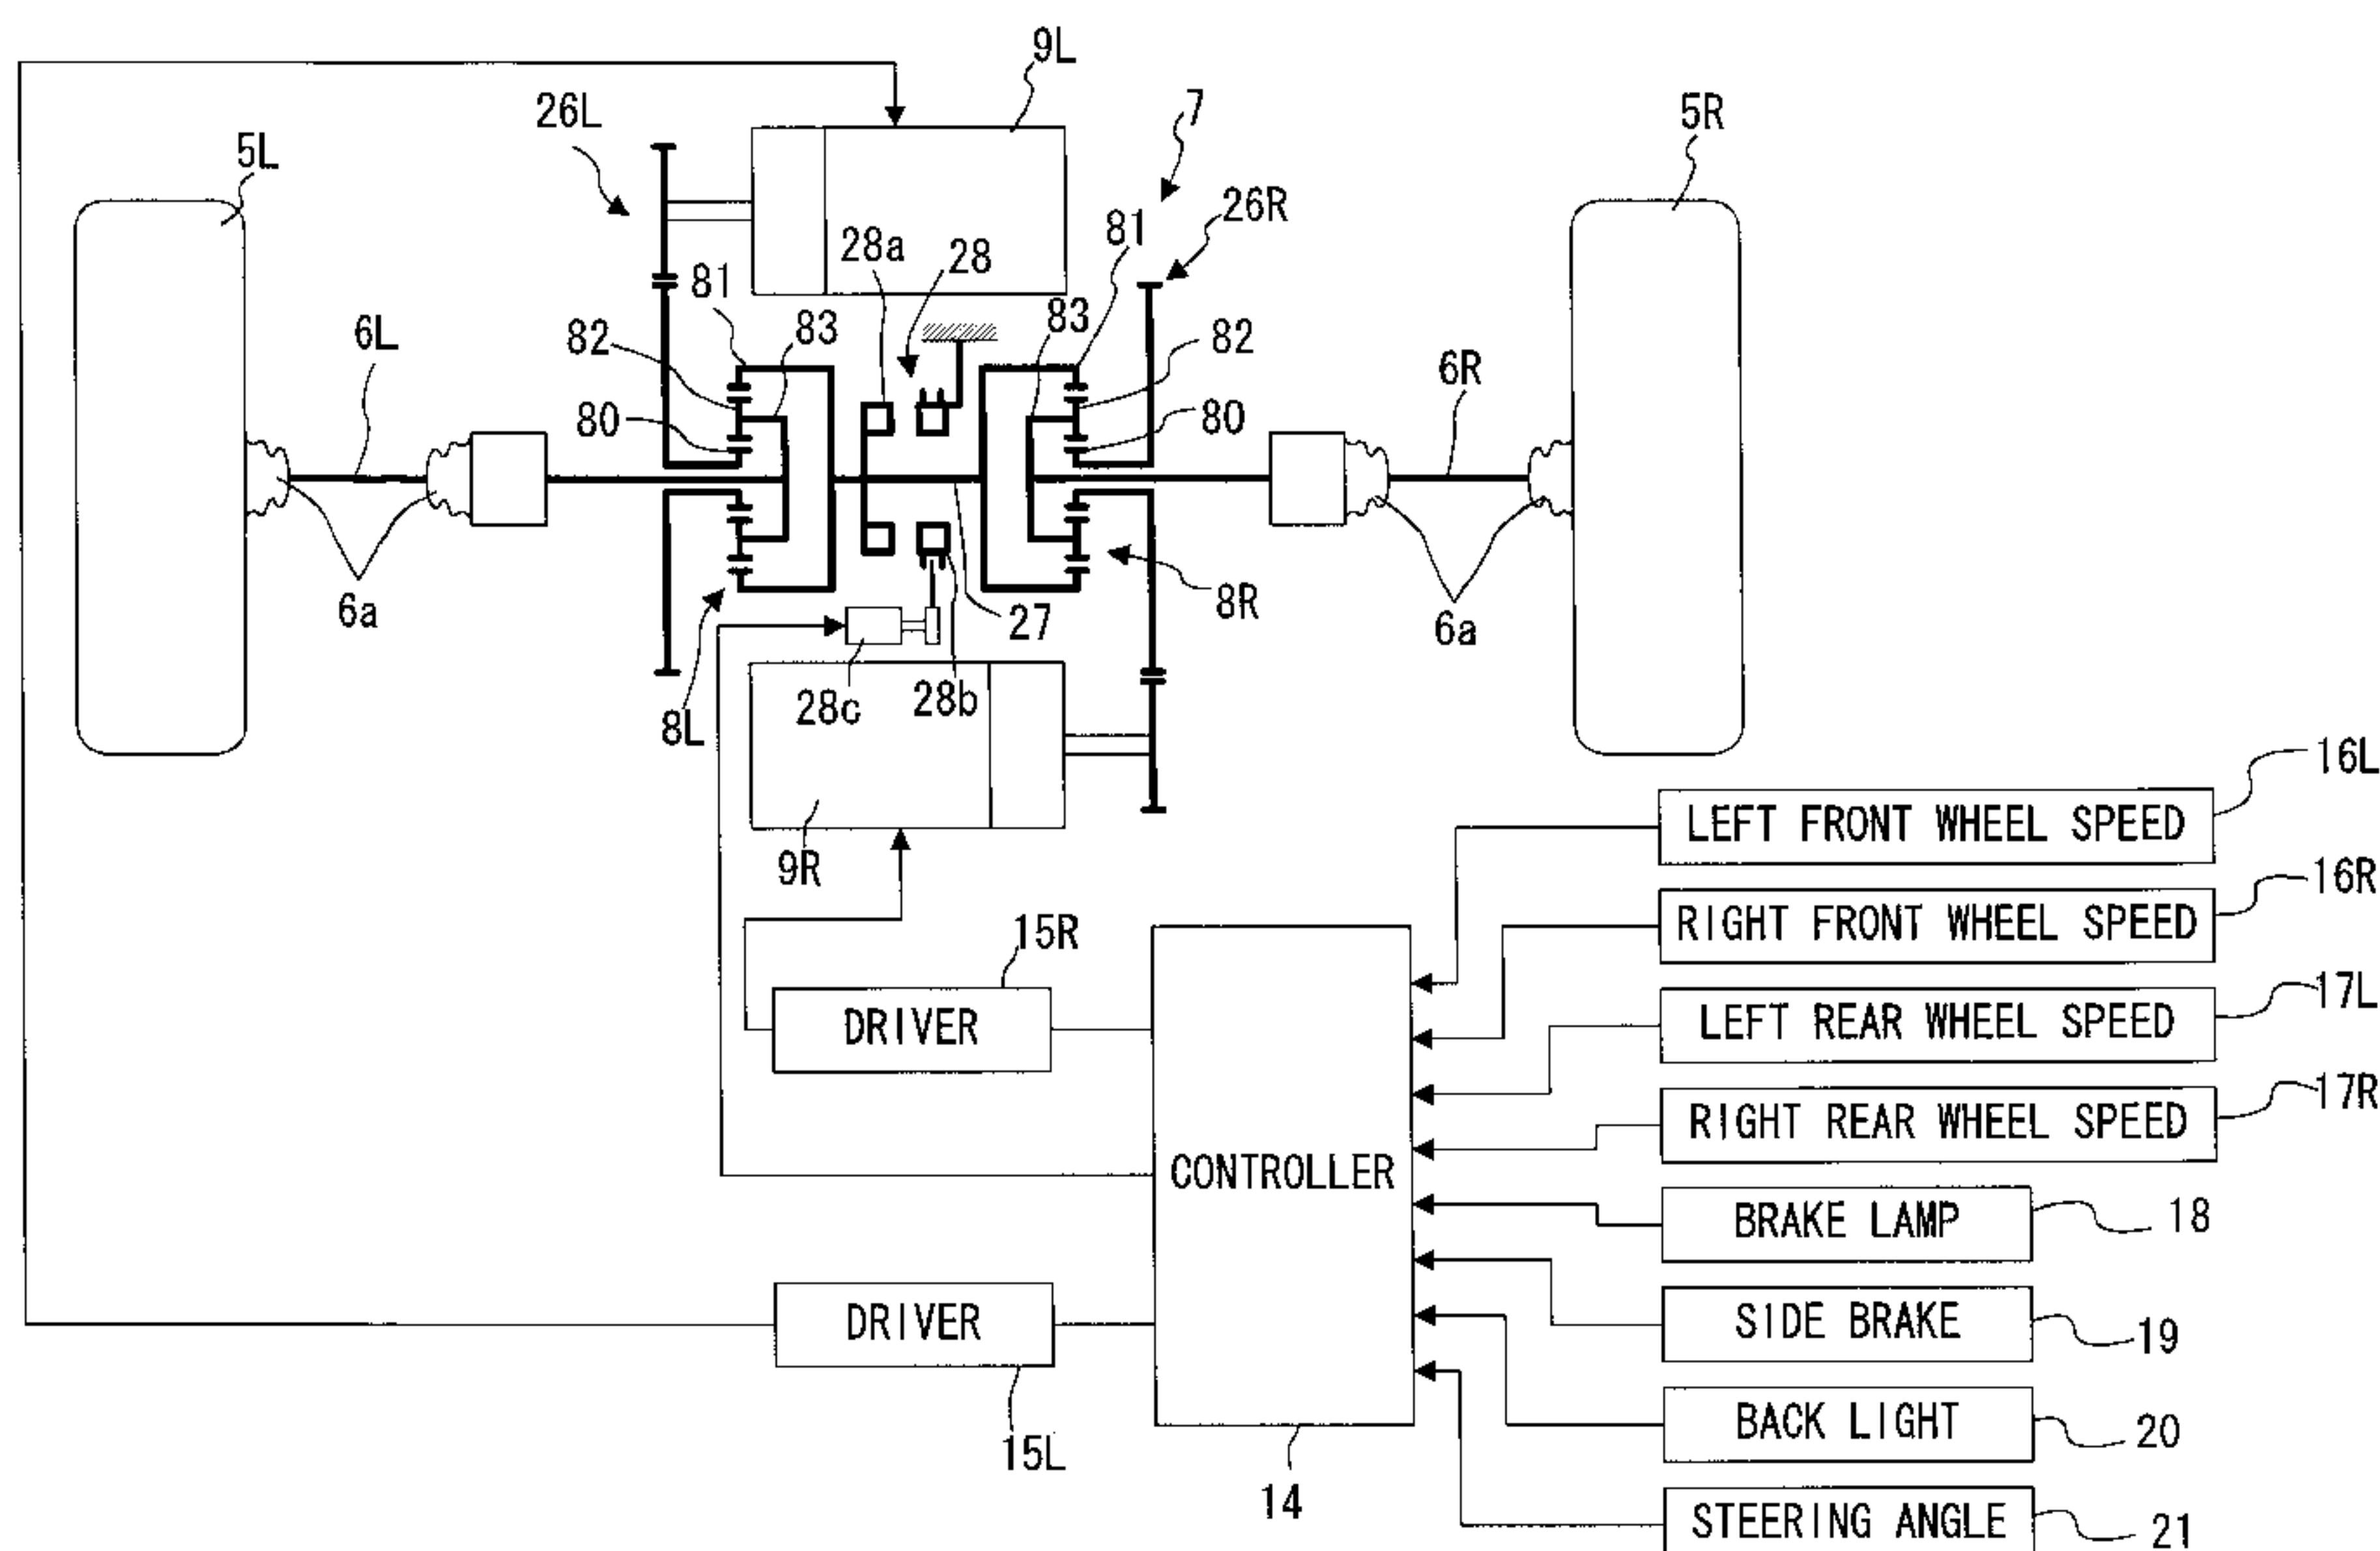 9L
7
5R
26L
5L
26R
28a
28
81
81
82
83
83
82
6L
6R
80
80
6a
8L
28c
28b
27
8R
6a
9R
16L
LEFT FRONT WHEEL SPEED
16R
RIGHT FRONT WHEEL SPEED
15R
DRIVER
17L
LEFT REAR WHEEL SPEED
17R
RIGHT REAR WHEEL SPEED
CONTROLLER
BRAKE LAMP
18
DRIVER
SIDE BRAKE
19
15L
BACK LIGHT
20
14
STEERING ANGLE
21